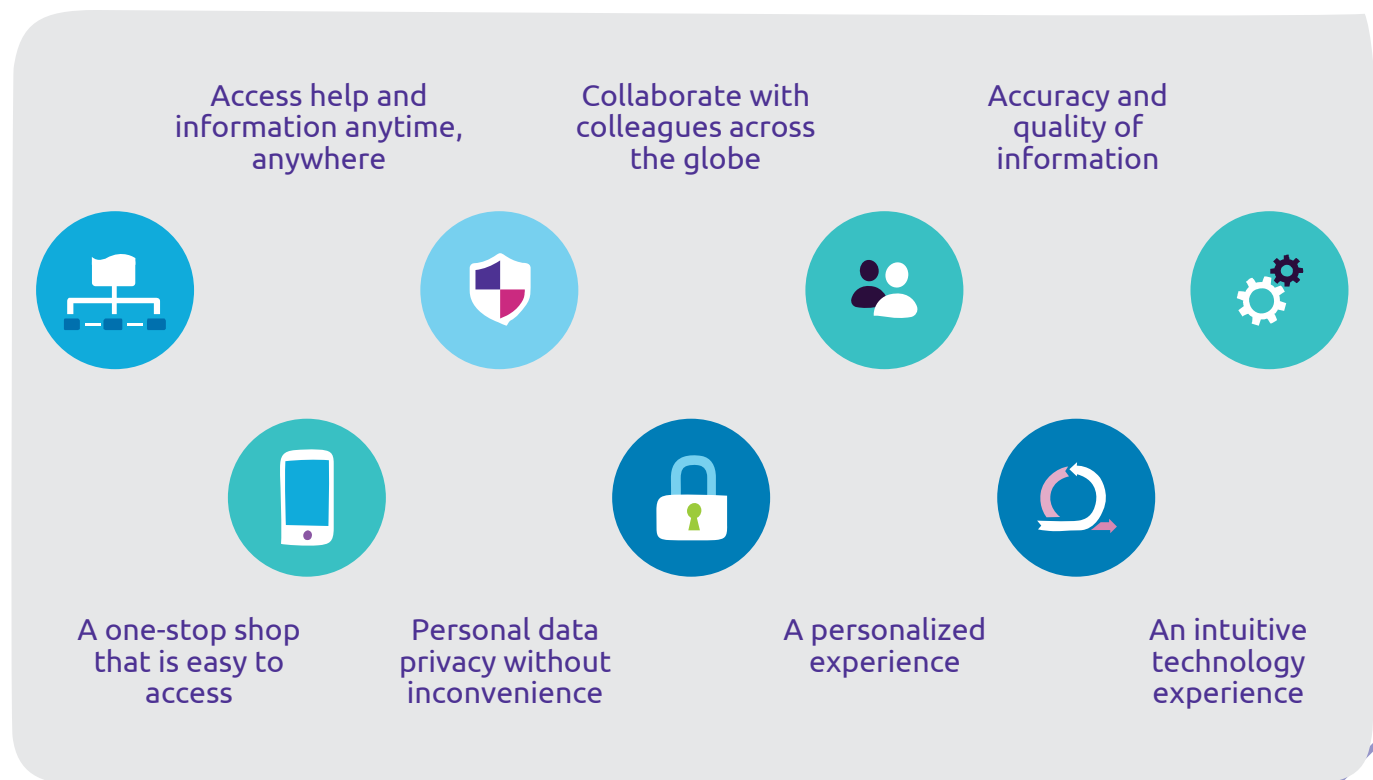 Access help and
information anytime,
anywhere
Collaborate with
colleagues across
the globe
Accuracy and
quality of
information
A one-stop shop
that is easy to
access
Personal data
privacy without
inconvenience
A personalized
experience
An intuitive
technology
experience